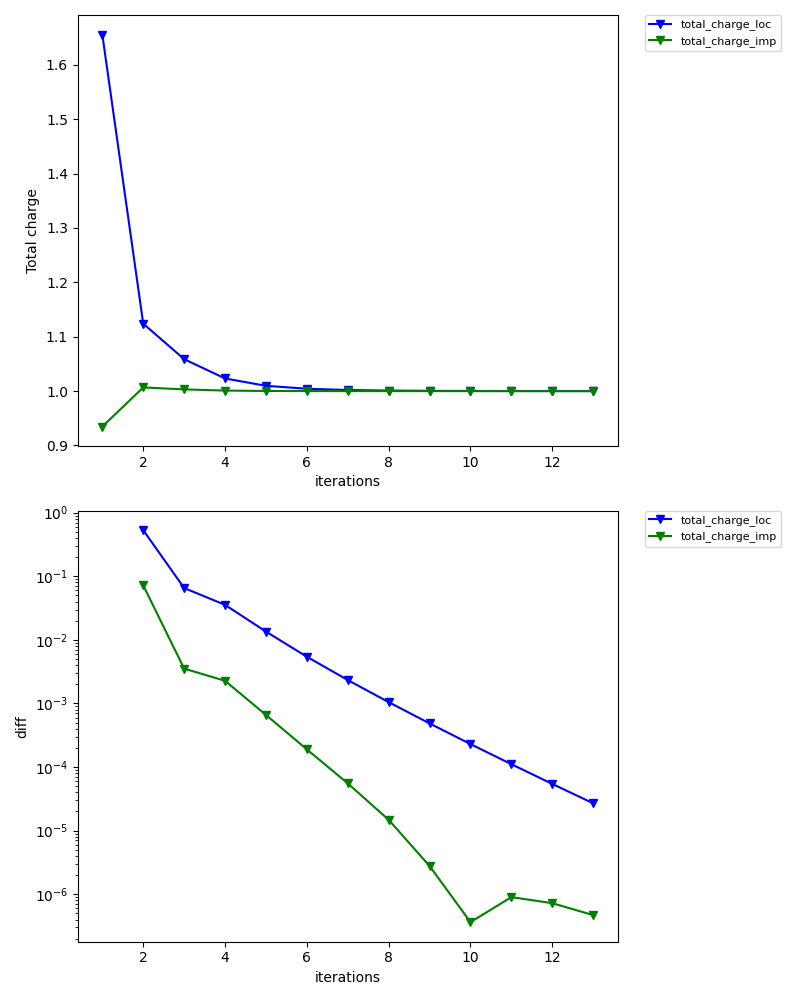 total_charge_loc
total_charge_imp
1.6
1.5
1.4
1.3
1.2
1.1
1.0
0.9
Total charge
2 4 6 8 10 12
iterations
total_charge_loc
total_charge_imp
10^0
10^-1
10^-2
10^-3
10^-4
10^-5
10^-6
diff
2 4 6 8 10 12
iterations